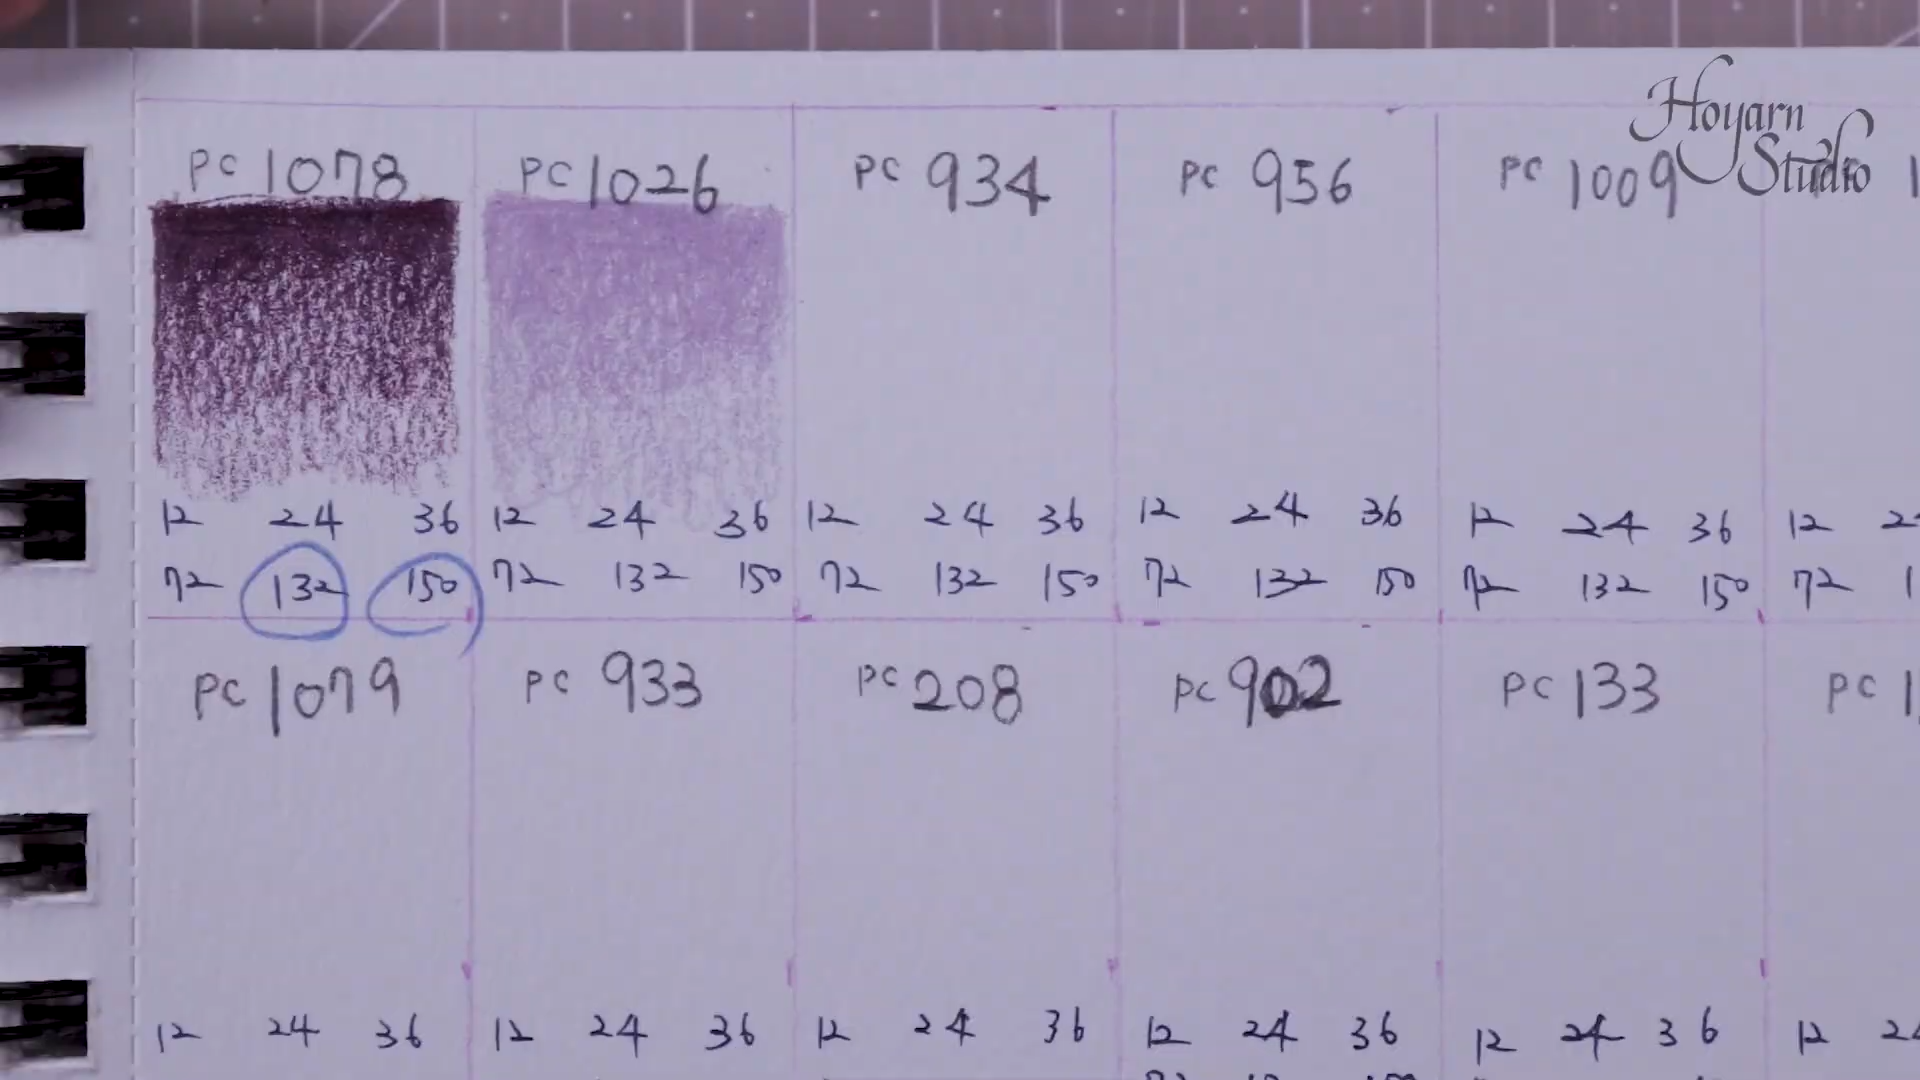 Hoyarn
Studio
PC 1078 PC 1026 PC 934 PC 956 PC 1009
12 24 36 12 24 36 12 24 36 12 24 36 12 24 36 12
72 132 150 72 132 150 72 132 150 72 132 150 72 132 150 72
PC 1079 PC 933 PC 208 PC 902 PC 133 PC
12 24 36 12 24 36 12 24 36 12 24 36 12 24 36 12